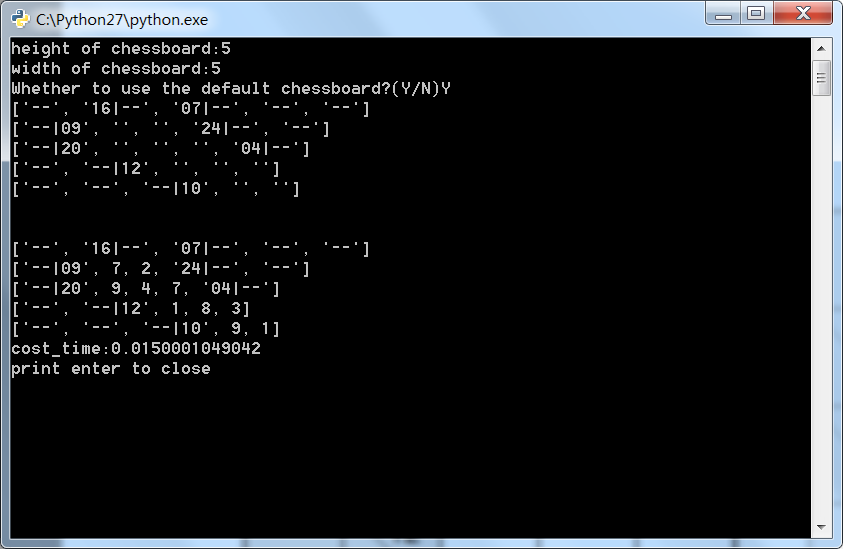 C:\Python27\python.exe
height of chessboard:5
width of chessboard:5
Whether to use the default chessboard?(Y/N)Y
['--', '16|--', '07|--', '--', '--']
['--|09', '', '', '24|--', '--']
['--|20', '', '', '', '04|--']
['--', '--|12', '', '', '']
['--', '--', '--|10', '', '']
['--', '16|--', '07|--', '--', '--']
['--|09', 7, 2, '24|--', '--']
['--|20', 9, 4, 7, '04|--']
['--', '--|12', 1, 8, 3]
['--', '--', '--|10', 9, 1]
cost_time:0.0150001049042
print enter to close